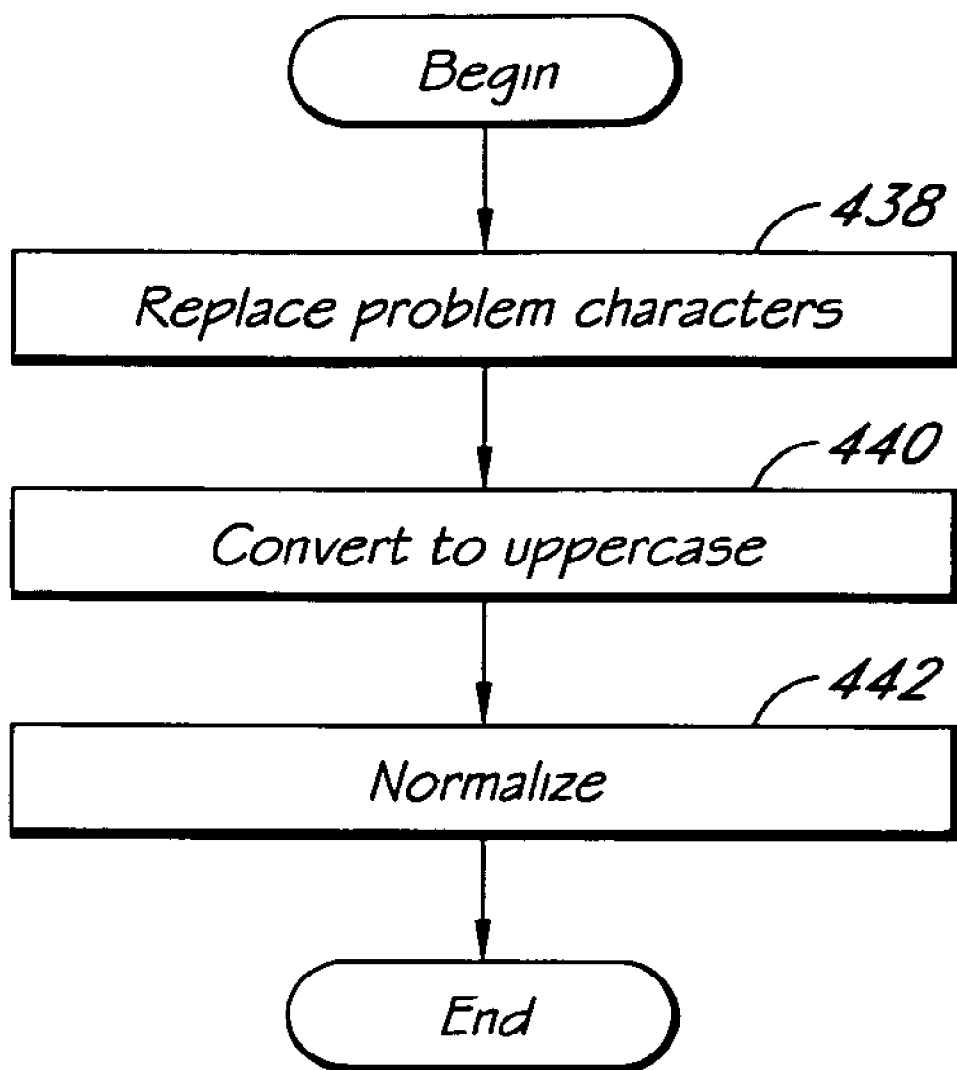 Begin
438
Replace problem characters
440
Convert to uppercase
442
Normalize
End